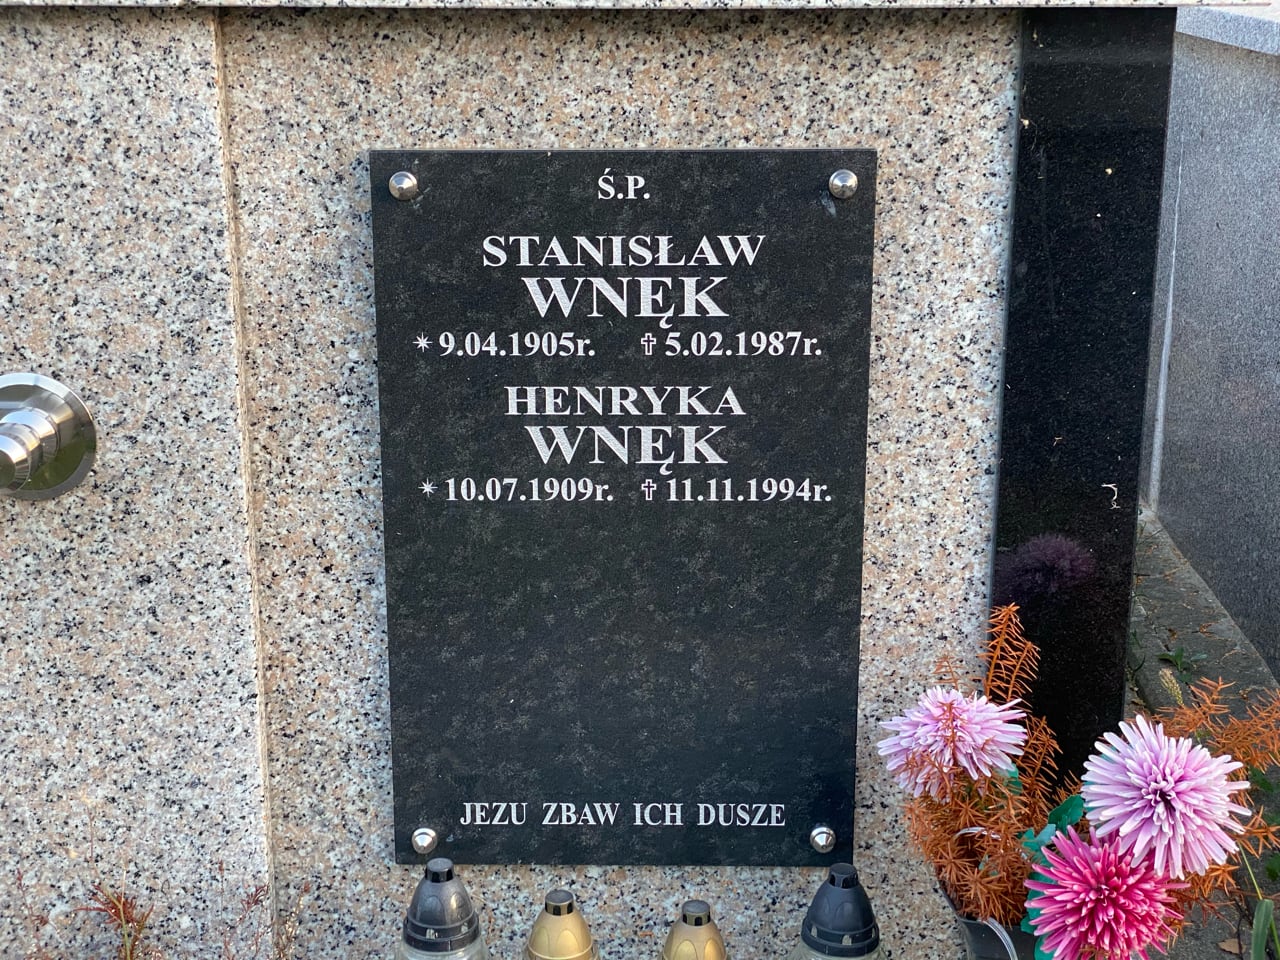 Ś.P.
STANISŁAW
WNĘK
* 9.04.1905r. ✝ 5.02.1987r.
HENRYKA
WNĘK
* 10.07.1909r. ✝ 11.11.1994r.
JEZU ZBAW ICH DUSZE